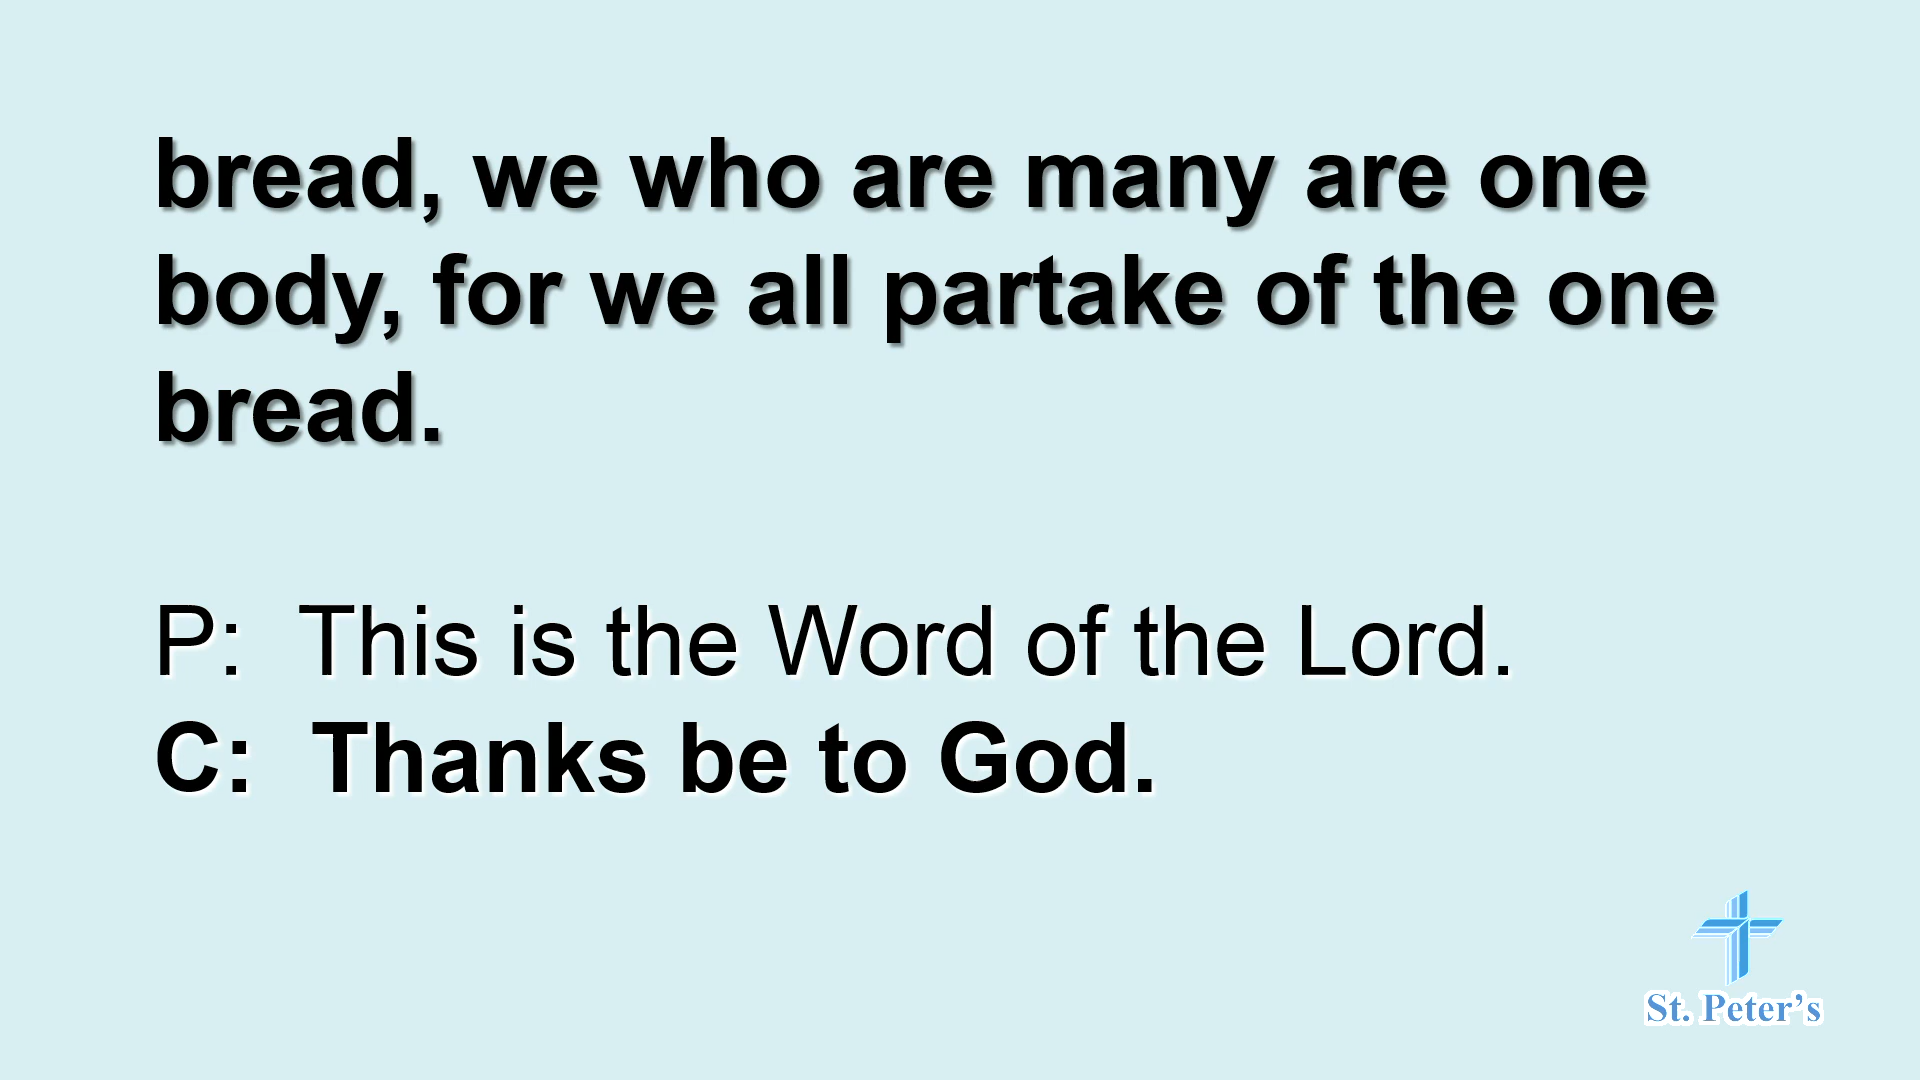 bread, we who are many are one
body, for we all partake of the one
bread.
P:  This is the Word of the Lord.
C:  Thanks be to God.
St. Peter’s